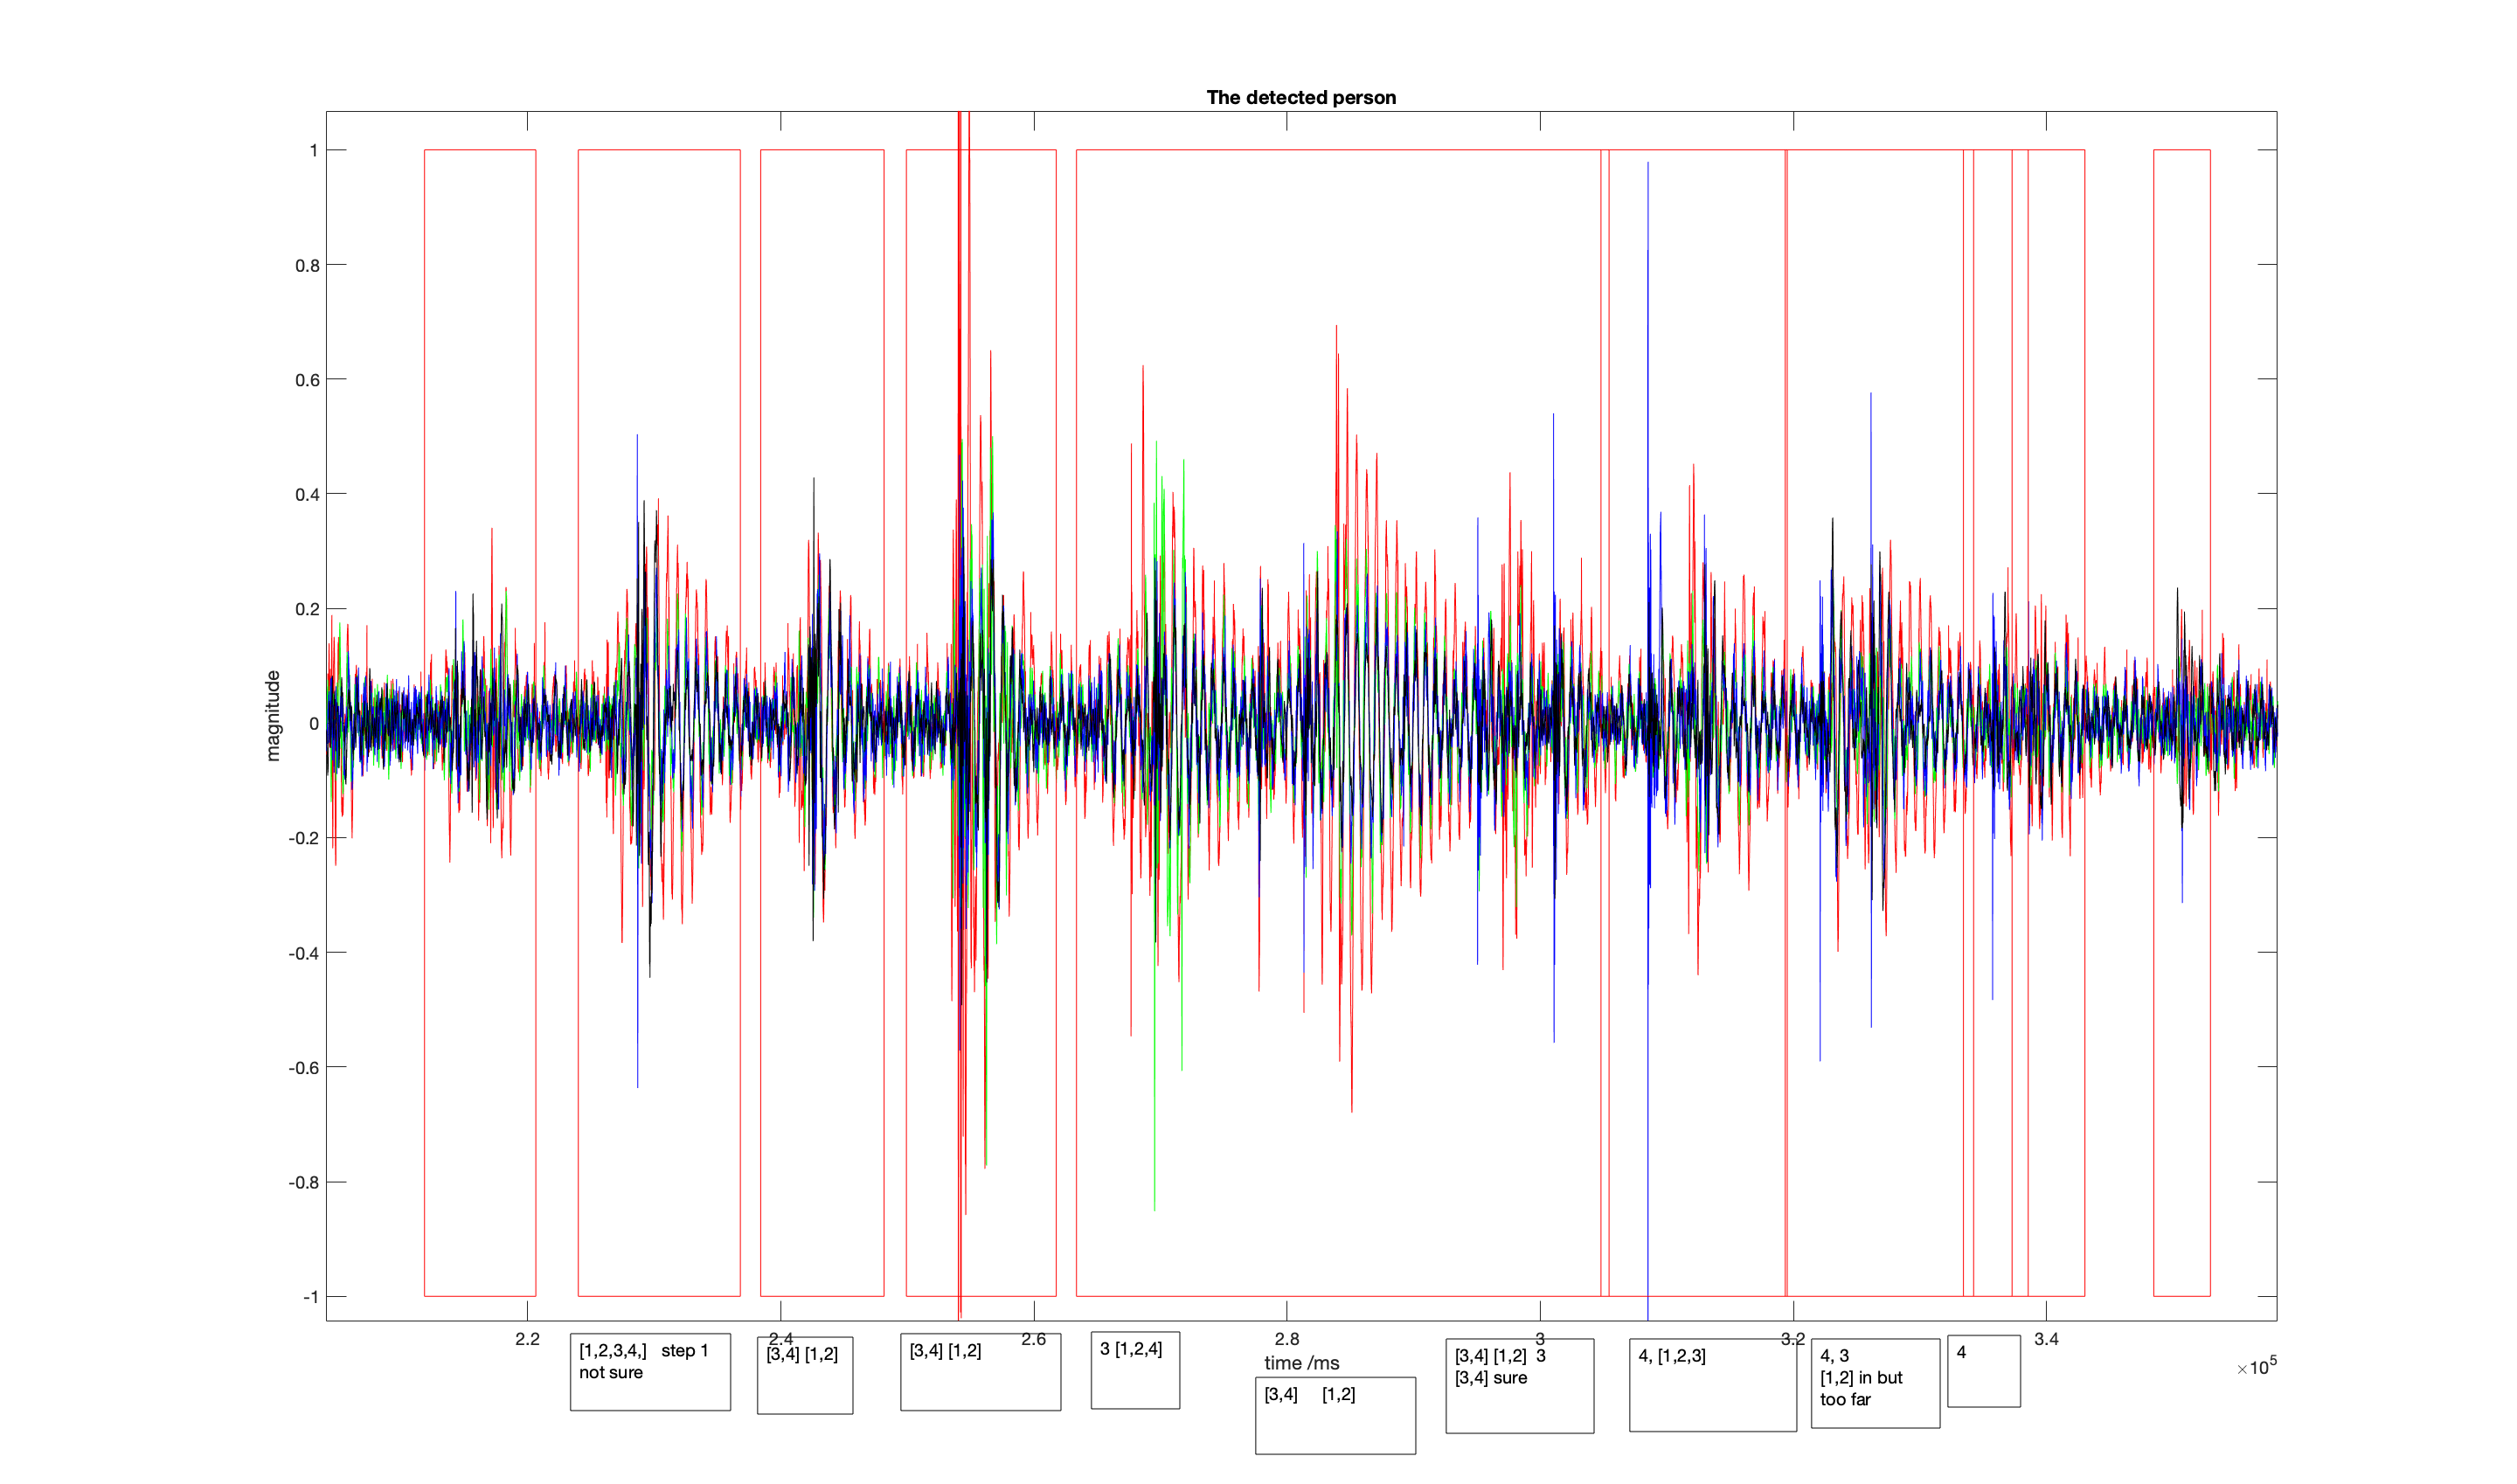 The detected person
1
0.8
0.6
0.4
0.2
0
-0.2
-0.4
-0.6
-0.8
-1
magnitude
2.2
2.4
2.6
2.8
3
3.2
3.4
×10⁵
time /ms
[1,2,3,4,] step 1
not sure
[3,4] [1,2]
[3,4] [1,2]
3 [1,2,4]
[3,4] [1,2]
[3,4] [1,2] 3
[3,4] sure
4, [1,2,3]
4, 3
[1,2] in but
too far
4